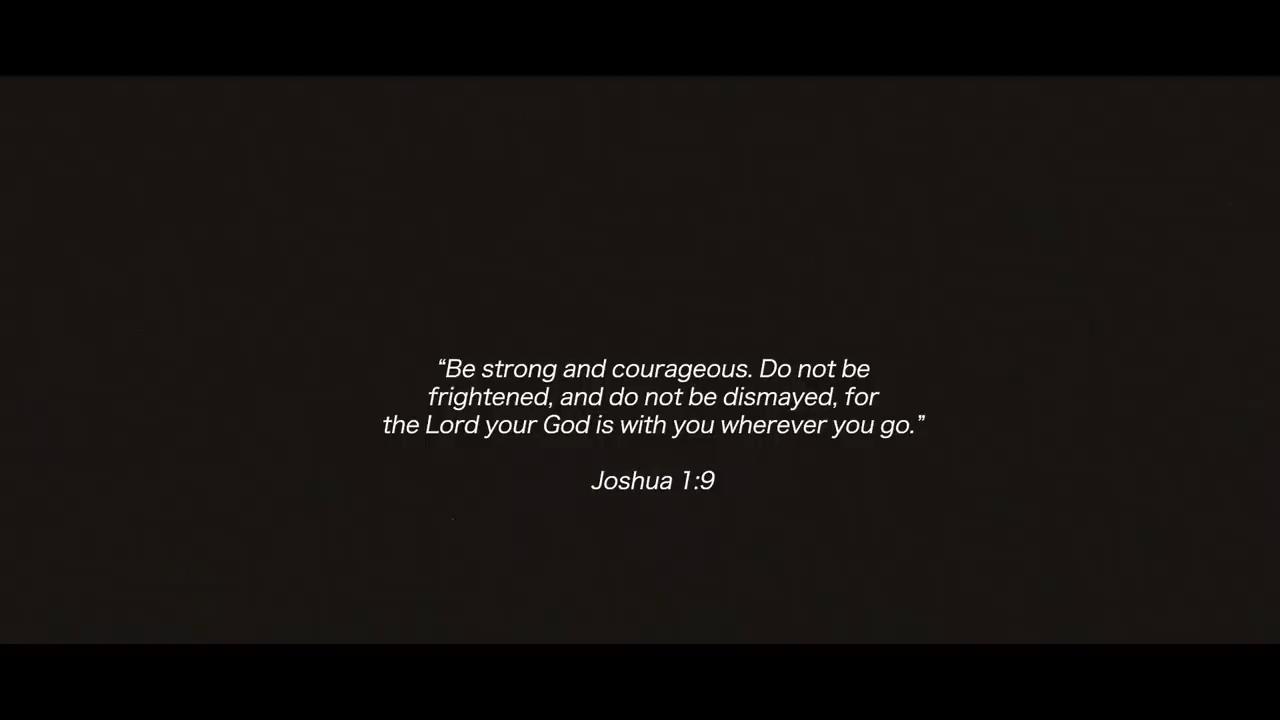 “Be strong and courageous. Do not be
frightened, and do not be dismayed, for
the Lord your God is with you wherever you go.”
Joshua 1:9